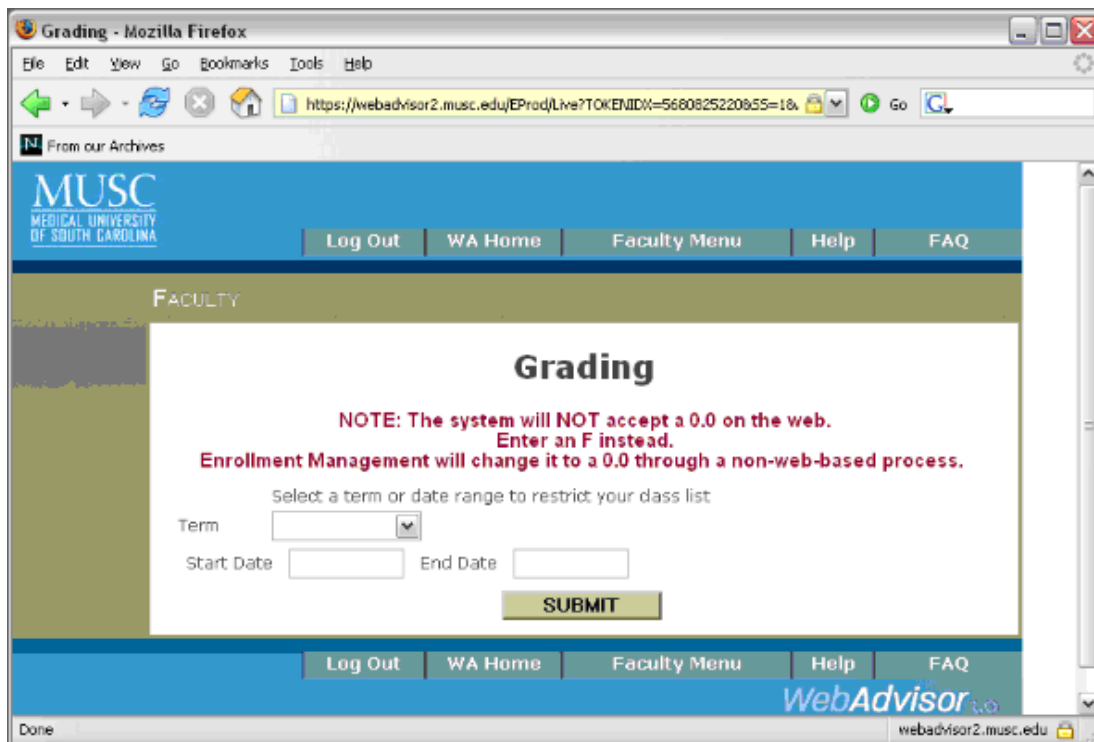 Grading - Mozilla Firefox
File Edit View Go Bookmarks Tools Help
https://webadvisor2.musc.edu/EProd/Live?TOKENIDX=5680825220&SS=1& Go G
N From our Archives
MUSC
MEDICAL UNIVERSITY
OF SOUTH CAROLINA
Log Out WA Home Faculty Menu Help FAQ
FACULTY
Grading
NOTE: The system will NOT accept a 0.0 on the web.
Enter an F instead.
Enrollment Management will change it to a 0.0 through a non-web-based process.
Select a term or date range to restrict your class list
Term
Start Date End Date
SUBMIT
Log Out WA Home Faculty Menu Help FAQ
WebAdvisor
Done webadvisor2.musc.edu